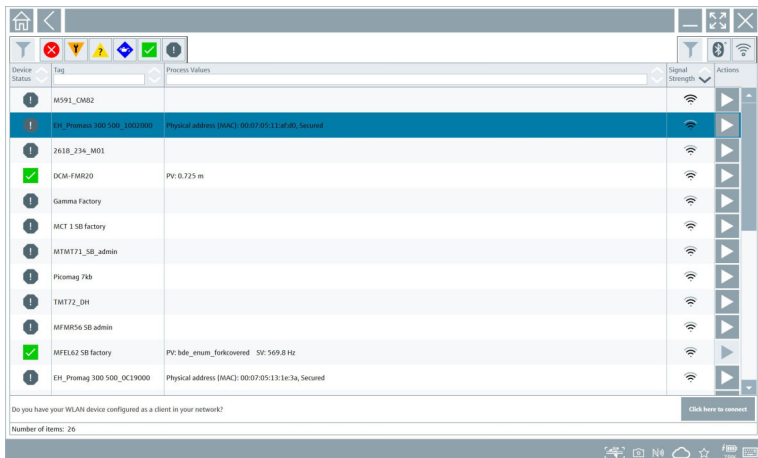 Device Status Tag Process Values Signal Strength Actions
M591_CM82
EH_Promass 300 500_1002000 Physical address (MAC): 00:07:05:11:af:d0, Secured
2618_234_M01
DCM-FMR20 PV: 0.725 m
Gamma Factory
MCT 1 SB factory
MTMT71_SB_admin
Picomag 7kb
TMT72_DH
MFMR56 SB admin
MFEL62 SB factory PV: bde_enum_forkcovered SV: 569.8 Hz
EH_Promag 300 500_0C19000 Physical address (MAC): 00:07:05:13:1e:3a, Secured
Do you have your WLAN device configured as a client in your network? Click here to connect
Number of items: 26